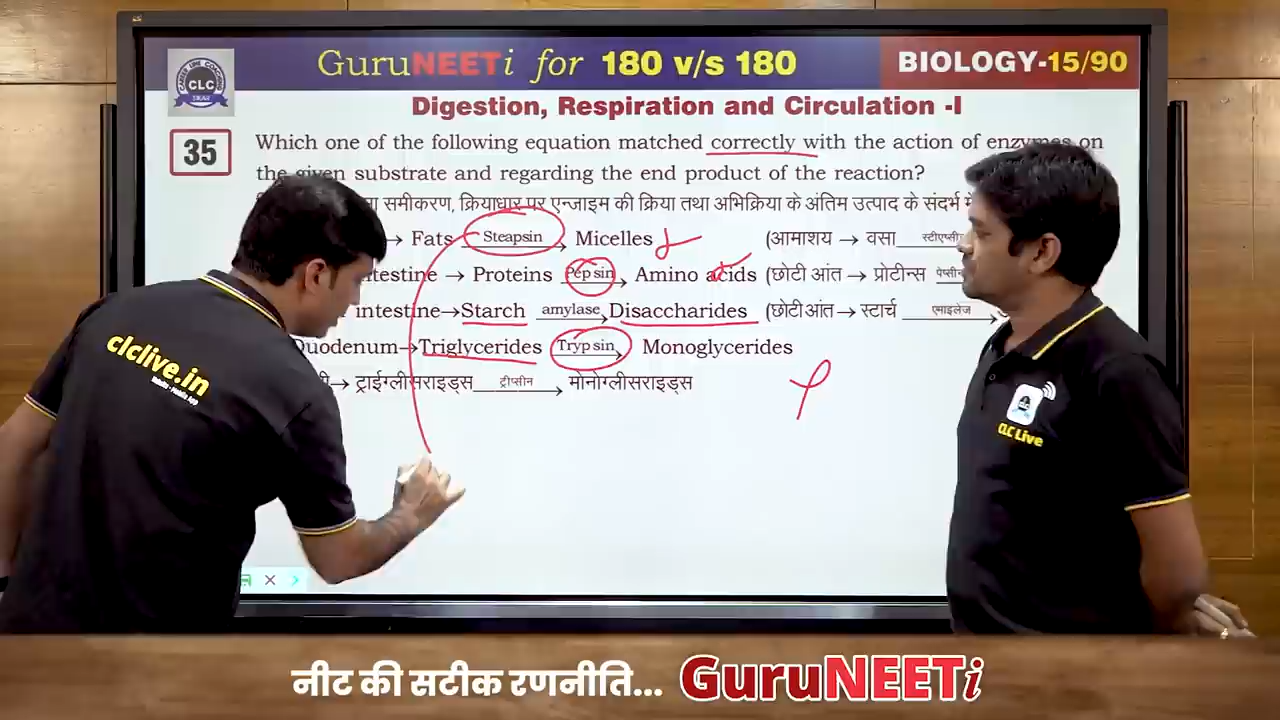 CLC
SIKAR
GuruNEETi for 180 v/s 180
BIOLOGY-15/90
Digestion, Respiration and Circulation -I
35
Which one of the following equation matched correctly with the action of enzymes on
the given substrate and regarding the end product of the reaction?
समीकरण, क्रियाधार पर एन्जाइम की क्रिया तथा अभिक्रिया के अंतिम उत्पाद के संदर्भ में
→ Fats Steapsin → Micelles (आमाशय → वसा
→ Proteins Pepsin → Amino acids (छोटी आंत → प्रोटीन्स
intestine→Starch amylase → Disaccharides (छोटी आंत → स्टार्च एमाइलेज →
Duodenum→Triglycerides Trypsin → Monoglycerides
→ ट्राईग्लीसराइड्स ट्रीप्सीन → मोनोग्लीसराइड्स
clclive.in
CLC Live
नीट की सटीक रणनीति... GuruNEETi